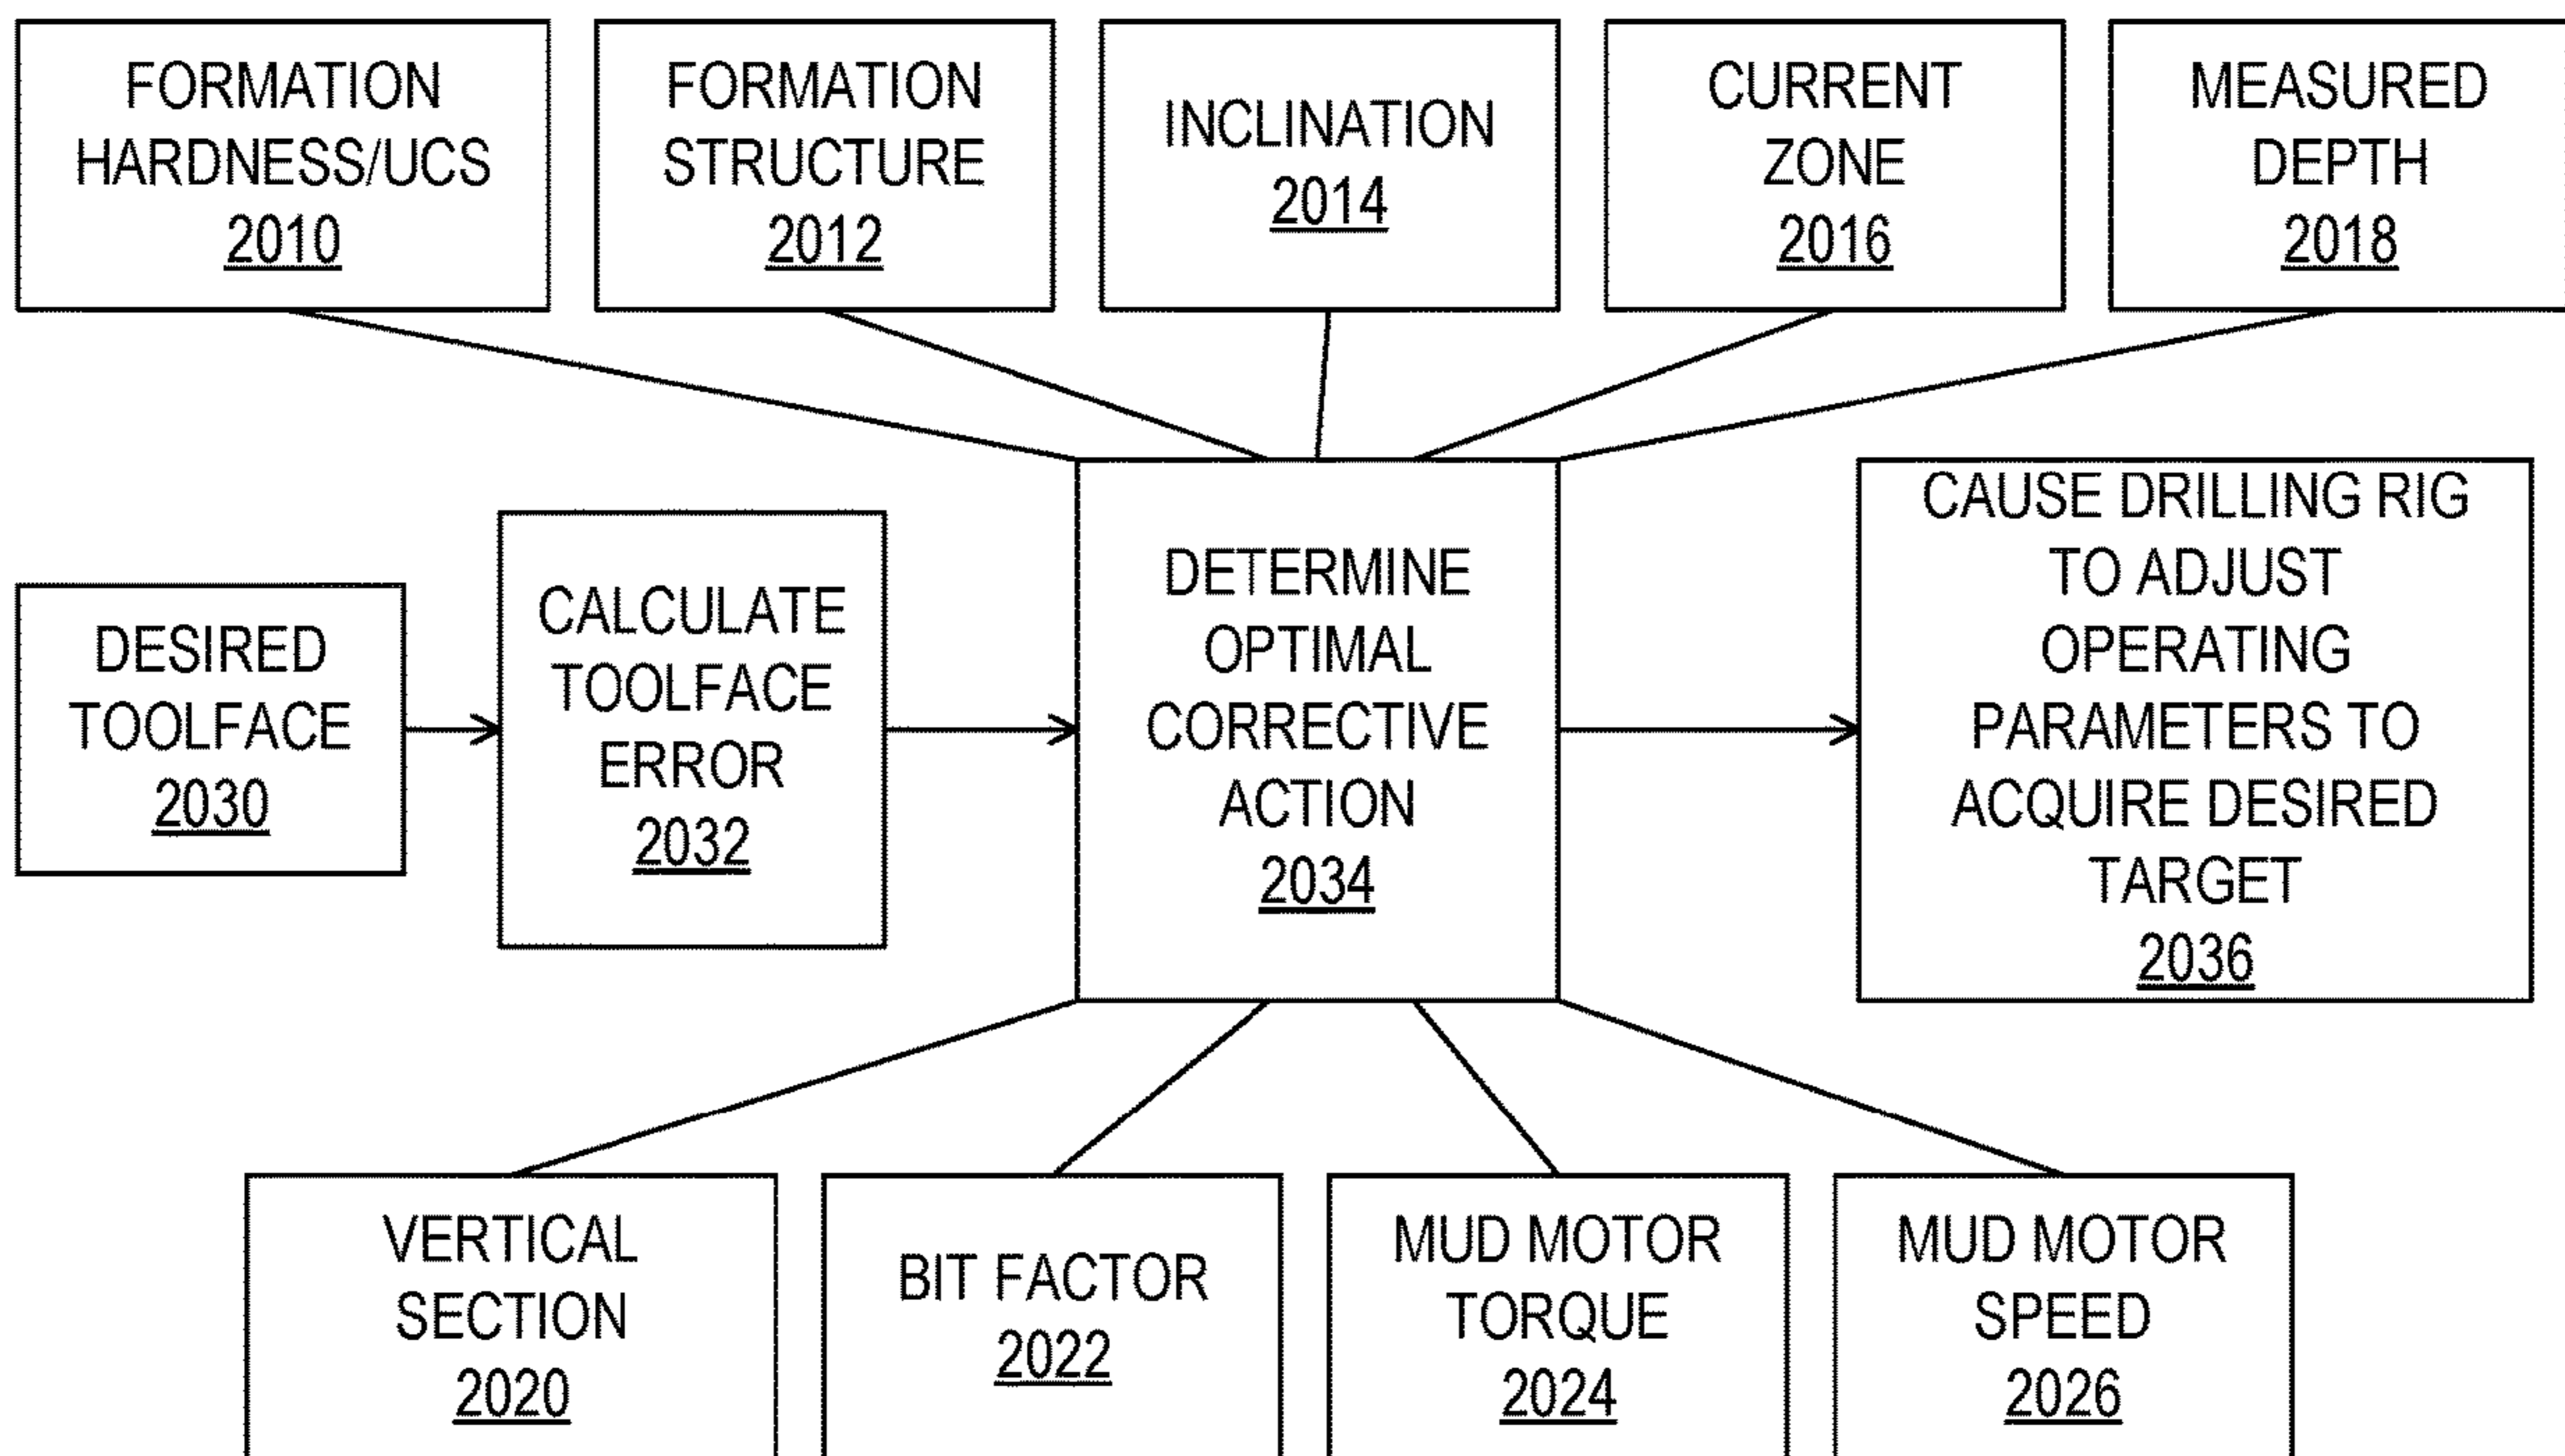 FORMATION
HARDNESS/UCS
2010
FORMATION
STRUCTURE
2012
INCLINATION
2014
CURRENT
ZONE
2016
MEASURED
DEPTH
2018
DESIRED
TOOLFACE
2030
CALCULATE
TOOLFACE
ERROR
2032
DETERMINE
OPTIMAL
CORRECTIVE
ACTION
2034
CAUSE DRILLING RIG
TO ADJUST
OPERATING
PARAMETERS TO
ACQUIRE DESIRED
TARGET
2036
VERTICAL
SECTION
2020
BIT FACTOR
2022
MUD MOTOR
TORQUE
2024
MUD MOTOR
SPEED
2026